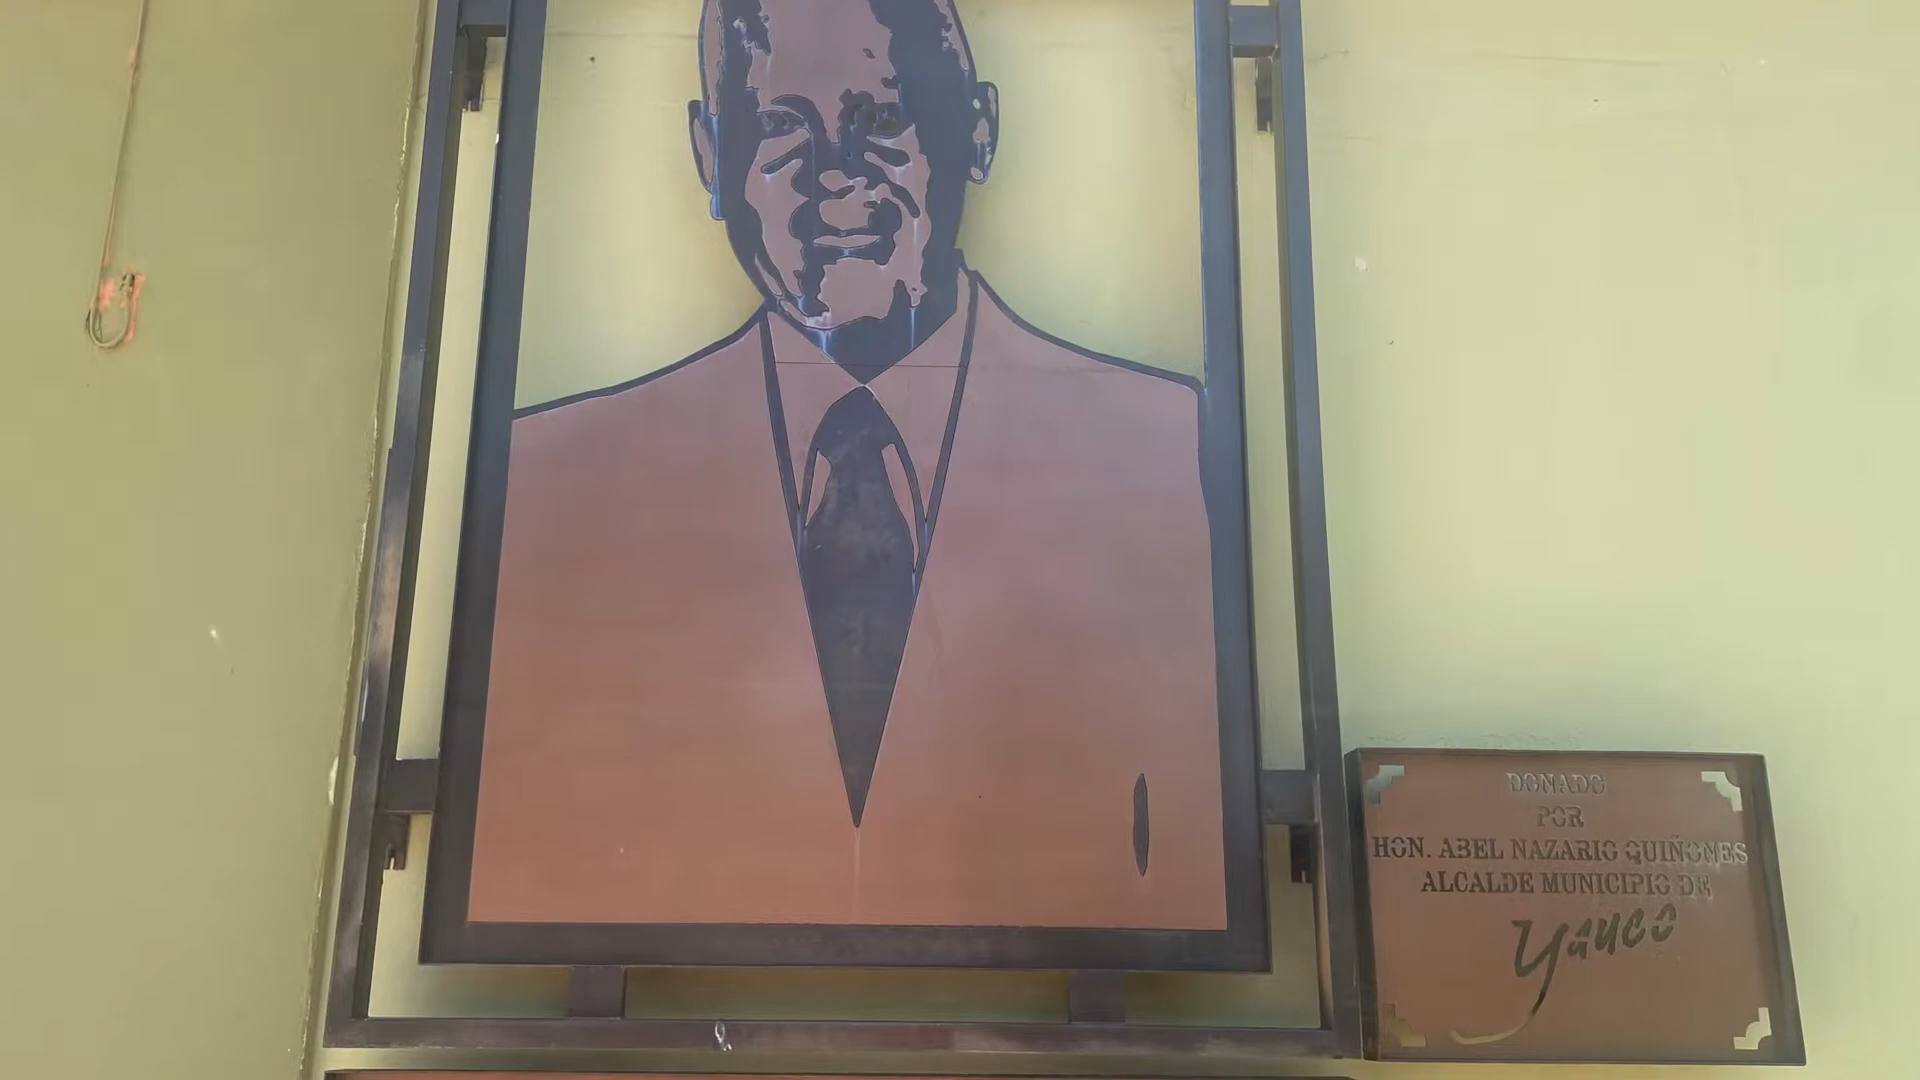 DONADO
POR
HON. ABEL NAZARIO QUIÑONES
ALCALDE MUNICIPIO DE
Yauco